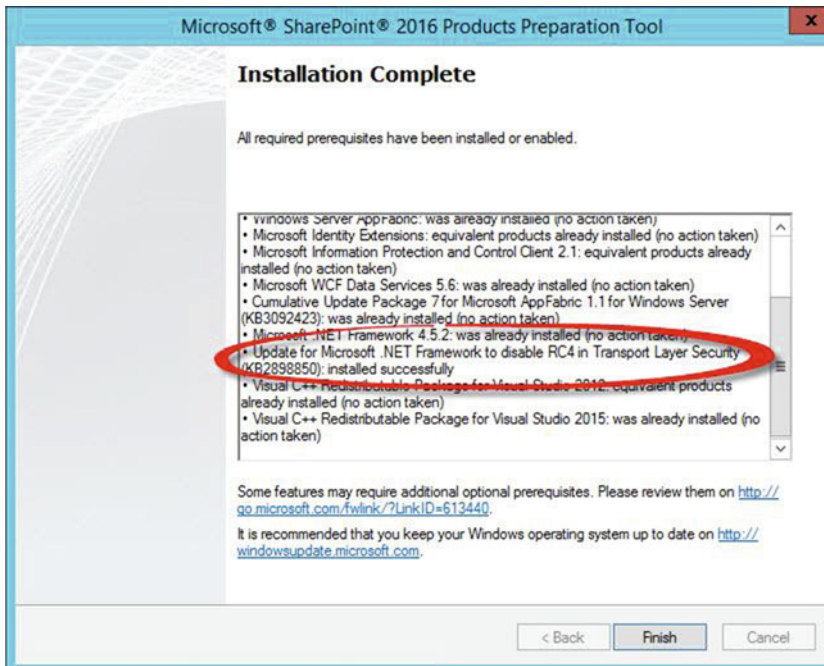 Microsoft® SharePoint® 2016 Products Preparation Tool
x
Installation Complete
All required prerequisites have been installed or enabled.
• Windows Server AppFabric: was already installed (no action taken)
• Microsoft Identity Extensions: equivalent products already installed (no action taken)
• Microsoft Information Protection and Control Client 2.1: equivalent products already
installed (no action taken)
• Microsoft WCF Data Services 5.6: was already installed (no action taken)
• Cumulative Update Package 7 for Microsoft AppFabric 1.1 for Windows Server
(KB3092423): was already installed (no action taken)
• Microsoft .NET Framework 4.5.2: was already installed (no action taken)
• Update for Microsoft .NET Framework to disable RC4 in Transport Layer Security
(KB2898850): installed successfully
• Visual C++ Redistributable Package for Visual Studio 2012: equivalent products
already installed (no action taken)
• Visual C++ Redistributable Package for Visual Studio 2015: was already installed (no
action taken)
Some features may require additional optional prerequisites. Please review them on http://
go.microsoft.com/fwlink/?LinkID=613440.
It is recommended that you keep your Windows operating system up to date on http://
windowsupdate.microsoft.com.
< Back Finish Cancel